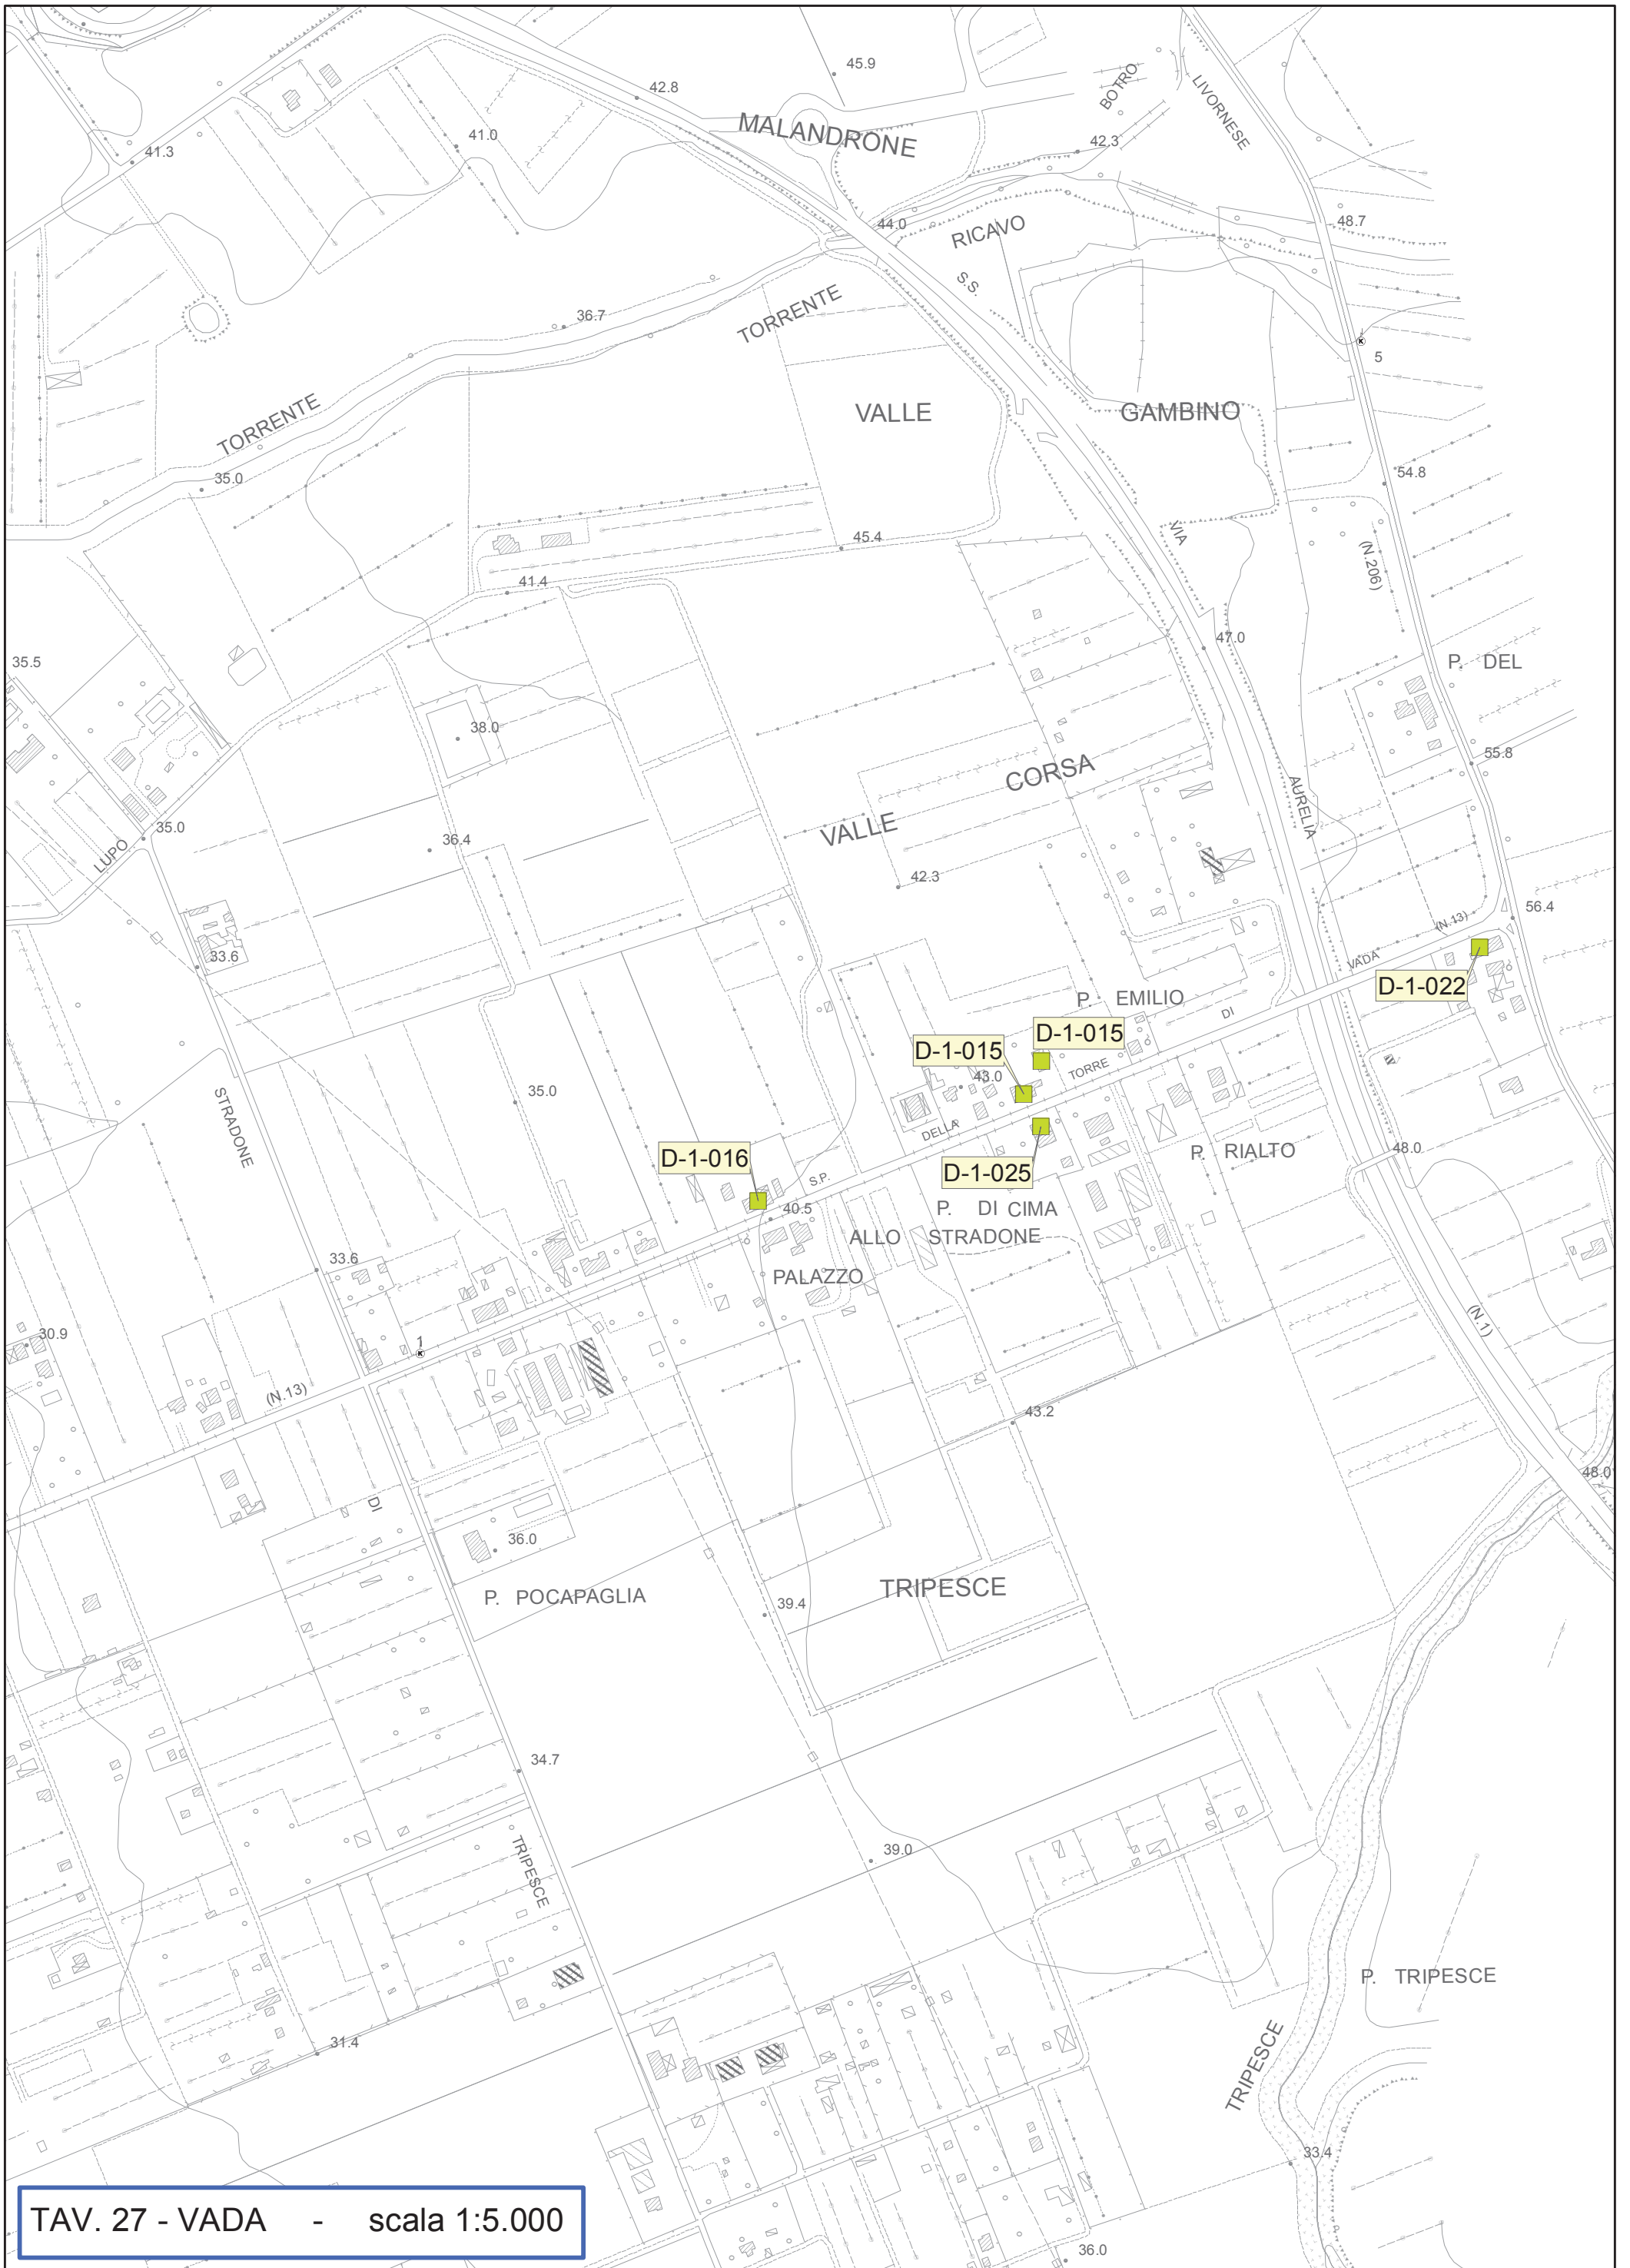 45.9
42.8
BOTRO
LIVORNESE
MALANDRONE
41.0
41.3
42.3
48.7
44.0
RICAVO
S.S.
TORRENTE
36.7
5
VALLE
GAMBINO
TORRENTE
35.0
54.8
VIA
45.4
(N.206)
41.4
47.0
35.5
P. DEL
38.0
55.8
CORSA
AURELIA
VALLE
35.0
36.4
LUPO
42.3
56.4
(N.13)
33.6
VADA
D-1-022
P. EMILIO
DI
D-1-015
D-1-015
TORRE
43.0
35.0
STRADONE
DELLA
P. RIALTO
48.0
D-1-016
D-1-025
S.P.
40.5
P. DI CIMA
ALLO STRADONE
33.6
PALAZZO
30.9
1
(N.1)
(N.13)
43.2
48.0
DI
36.0
P. POCAPAGLIA
TRIPESCE
39.4
34.7
39.0
TRIPESCE
P. TRIPESCE
31.4
TRIPESCE
33.4
TAV. 27 - VADA - scala 1:5.000
36.0